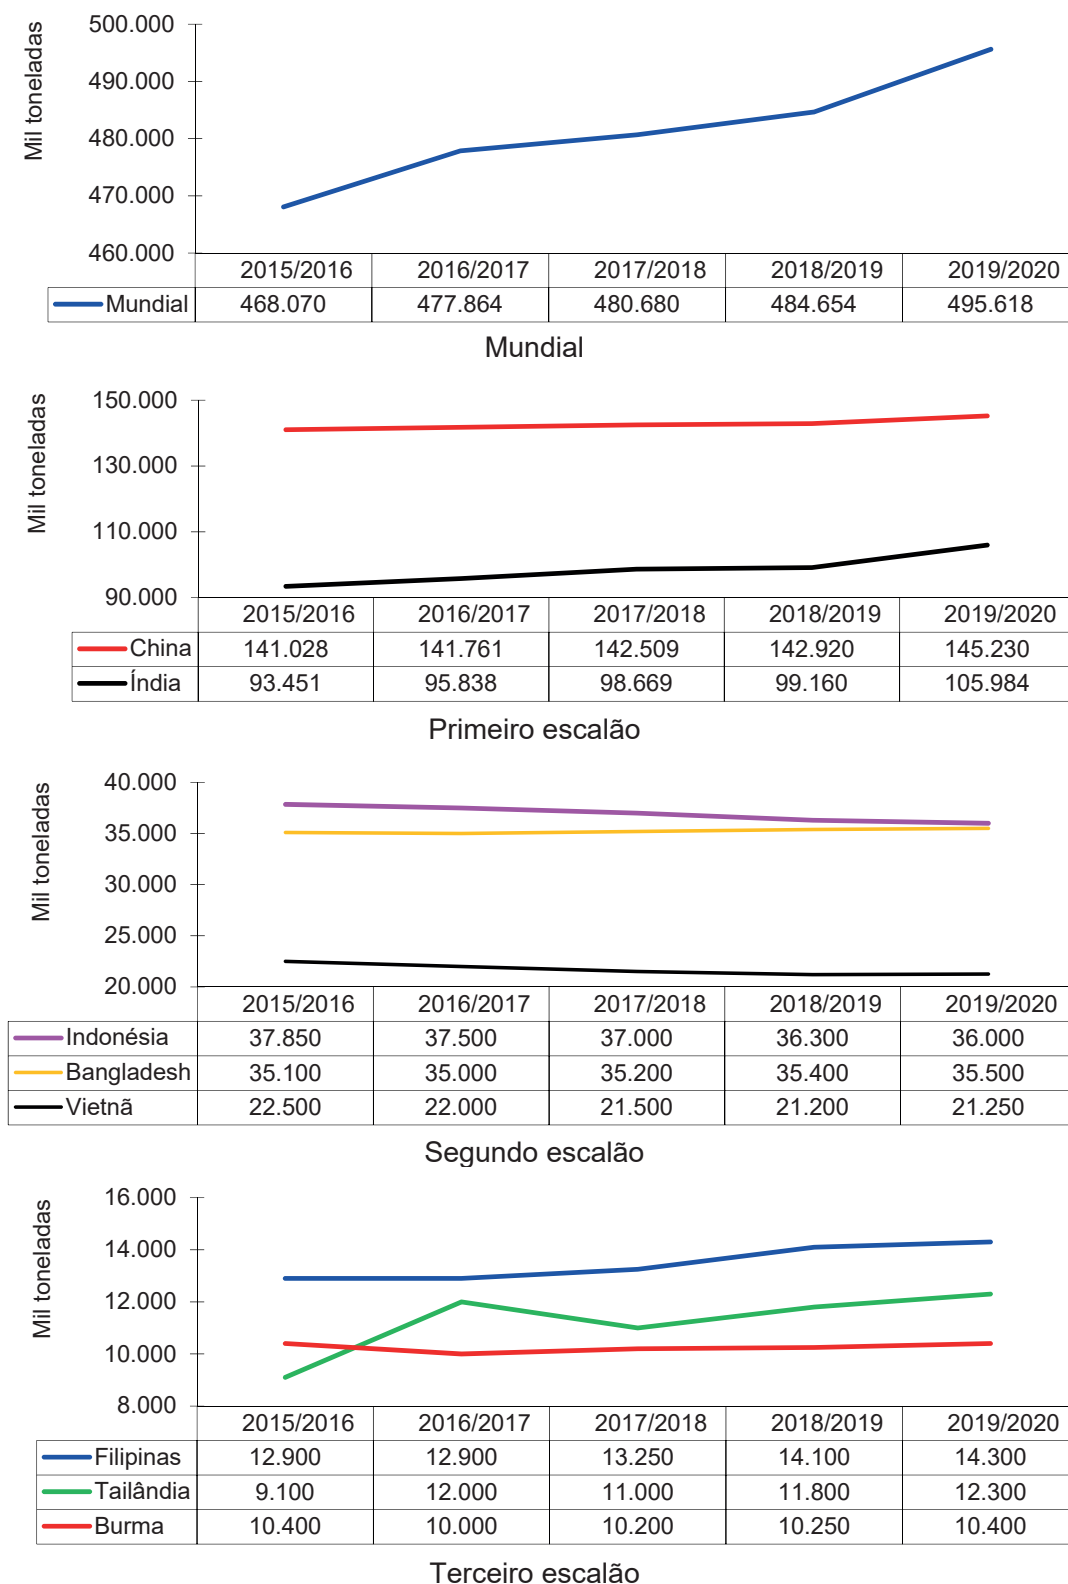 Mil toneladas
500.000
490.000
480.000
470.000
460.000
2015/2016 2016/2017 2017/2018 2018/2019 2019/2020
Mundial 468.070 477.864 480.680 484.654 495.618
Mundial
Mil toneladas
150.000
130.000
110.000
90.000
2015/2016 2016/2017 2017/2018 2018/2019 2019/2020
China 141.028 141.761 142.509 142.920 145.230
Índia 93.451 95.838 98.669 99.160 105.984
Primeiro escalão
Mil toneladas
40.000
35.000
30.000
25.000
20.000
2015/2016 2016/2017 2017/2018 2018/2019 2019/2020
Indonésia 37.850 37.500 37.000 36.300 36.000
Bangladesh 35.100 35.000 35.200 35.400 35.500
Vietnã 22.500 22.000 21.500 21.200 21.250
Segundo escalão
Mil toneladas
16.000
14.000
12.000
10.000
8.000
2015/2016 2016/2017 2017/2018 2018/2019 2019/2020
Filipinas 12.900 12.900 13.250 14.100 14.300
Tailândia 9.100 12.000 11.000 11.800 12.300
Burma 10.400 10.000 10.200 10.250 10.400
Terceiro escalão